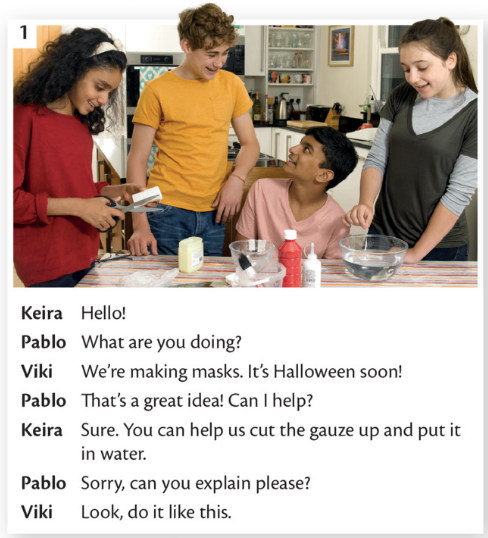 1
Keira Hello!
Pablo What are you doing?
Viki We're making masks. It's Halloween soon!
Pablo That's a great idea! Can I help?
Keira Sure. You can help us cut the gauze up and put it
in water.
Pablo Sorry, can you explain please?
Viki Look, do it like this.